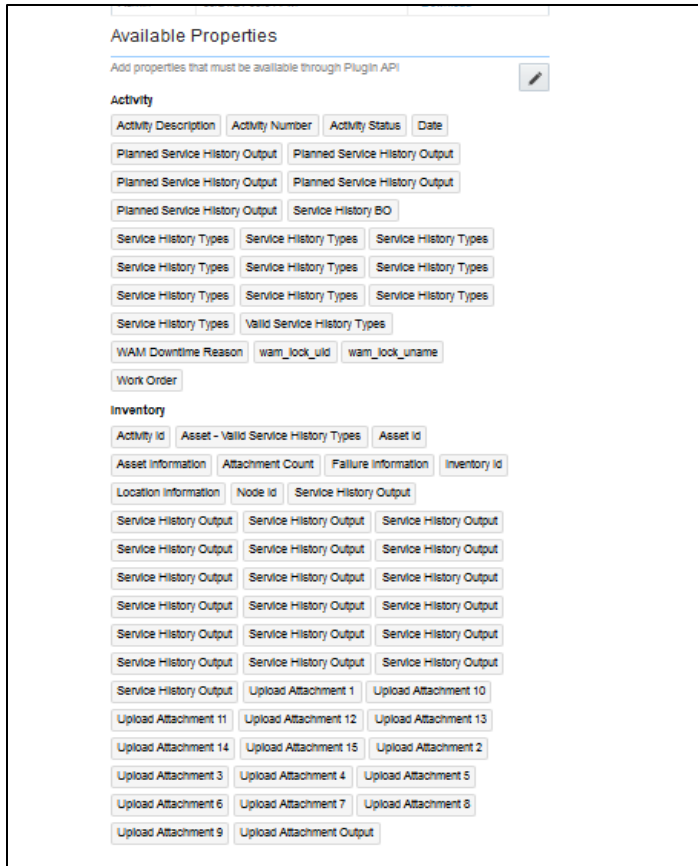 Available Properties
Add properties that must be available through Plugin API
Activity
Activity Description Activity Number Activity Status Date
Planned Service History Output Planned Service History Output
Planned Service History Output Planned Service History Output
Planned Service History Output Service History BO
Service History Types Service History Types Service History Types
Service History Types Service History Types Service History Types
Service History Types Service History Types Service History Types
Service History Types Valid Service History Types
WAM Downtime Reason wam_lock_uid wam_lock_uname
Work Order
Inventory
Activity Id Asset - Valid Service History Types Asset Id
Asset Information Attachment Count Failure Information Inventory Id
Location Information Node Id Service History Output
Service History Output Service History Output Service History Output
Service History Output Service History Output Service History Output
Service History Output Service History Output Service History Output
Service History Output Service History Output Service History Output
Service History Output Service History Output Service History Output
Service History Output Service History Output Service History Output
Service History Output Upload Attachment 1 Upload Attachment 10
Upload Attachment 11 Upload Attachment 12 Upload Attachment 13
Upload Attachment 14 Upload Attachment 15 Upload Attachment 2
Upload Attachment 3 Upload Attachment 4 Upload Attachment 5
Upload Attachment 6 Upload Attachment 7 Upload Attachment 8
Upload Attachment 9 Upload Attachment Output